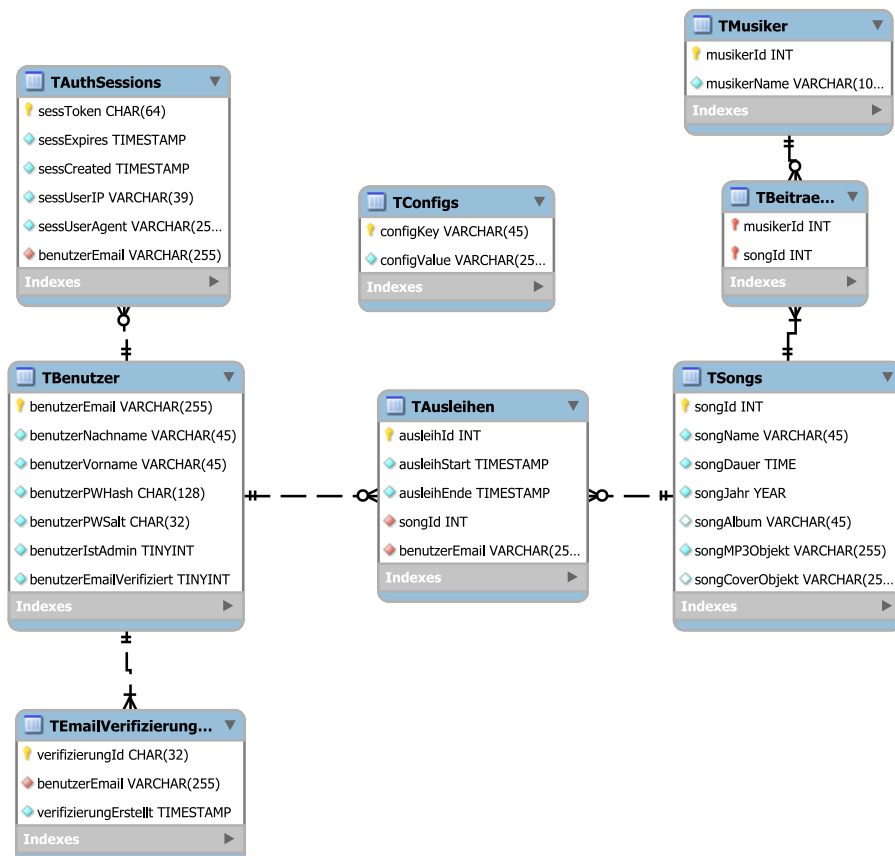 TMusiker
musikerId INT
musikerName VARCHAR(10...
Indexes
TAuthSessions
sessToken CHAR(64)
sessExpires TIMESTAMP
sessCreated TIMESTAMP
sessUserIP VARCHAR(39)
sessUserAgent VARCHAR(25...
benutzerEmail VARCHAR(255)
Indexes
TConfigs
configKey VARCHAR(45)
configValue VARCHAR(25...
Indexes
TBeitrae...
musikerId INT
songId INT
Indexes
TBenutzer
benutzerEmail VARCHAR(255)
benutzerNachname VARCHAR(45)
benutzerVorname VARCHAR(45)
benutzerPWHash CHAR(128)
benutzerPWSalt CHAR(32)
benutzerIstAdmin TINYINT
benutzerEmailVerifiziert TINYINT
Indexes
TAusleihen
ausleihId INT
ausleihStart TIMESTAMP
ausleihEnde TIMESTAMP
songId INT
benutzerEmail VARCHAR(25...
Indexes
TSongs
songId INT
songName VARCHAR(45)
songDauer TIME
songJahr YEAR
songAlbum VARCHAR(45)
songMP3Objekt VARCHAR(255)
songCoverObjekt VARCHAR(25...
Indexes
TEmailVerifizierung...
verifizierungId CHAR(32)
benutzerEmail VARCHAR(255)
verifizierungErstellt TIMESTAMP
Indexes